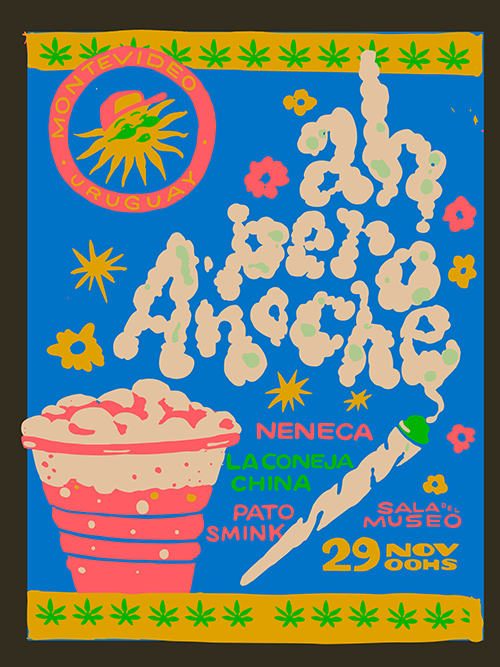 MONTEVIDEO
URUGUAY
ah
pero
Anoche
NENECA
LA CONEJA
CHINA
PATO
SMINK
SALA DEL
MUSEO
29 NOV
00HS